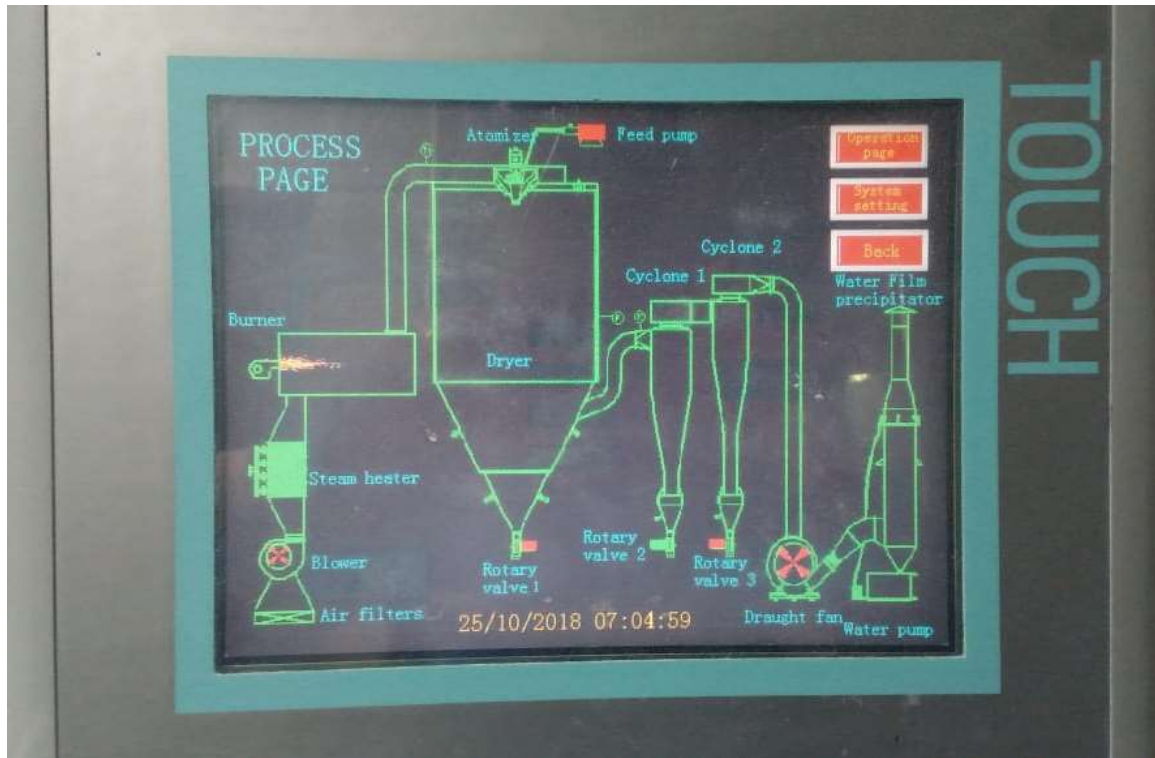 PROCESS
PAGE
Atomizer
Feed pump
Operation
page
System
setting
Back
TOUCH
Cyclone 2
Cyclone 1
Water Film
precipitator
Burner
Dryer
Steam heater
Rotary
valve 2
Blower
Rotary
valve 1
Rotary
valve 3
Air filters
25/10/2018 07:04:59
Draught fan
Water pump